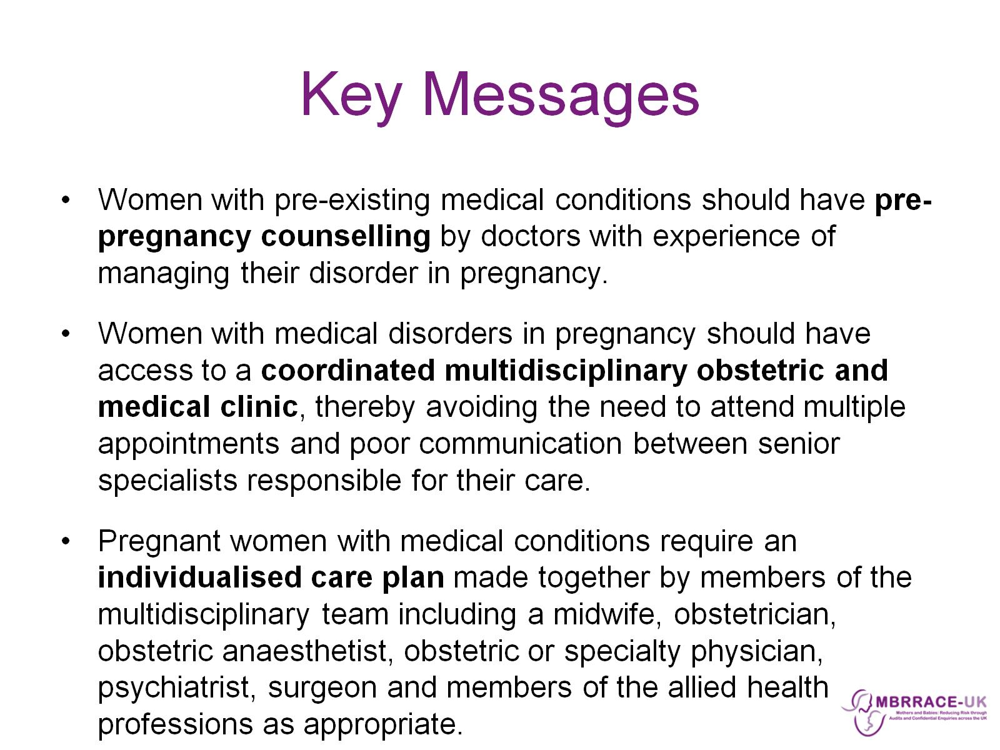 Key Messages
• Women with pre-existing medical conditions should have pre-
pregnancy counselling by doctors with experience of
managing their disorder in pregnancy.
• Women with medical disorders in pregnancy should have
access to a coordinated multidisciplinary obstetric and
medical clinic, thereby avoiding the need to attend multiple
appointments and poor communication between senior
specialists responsible for their care.
• Pregnant women with medical conditions require an
individualised care plan made together by members of the
multidisciplinary team including a midwife, obstetrician,
obstetric anaesthetist, obstetric or specialty physician,
psychiatrist, surgeon and members of the allied health
professions as appropriate.
MBRRACE-UK
Mothers and Babies: Reducing Risk through
Audits and Confidential Enquiries across the UK